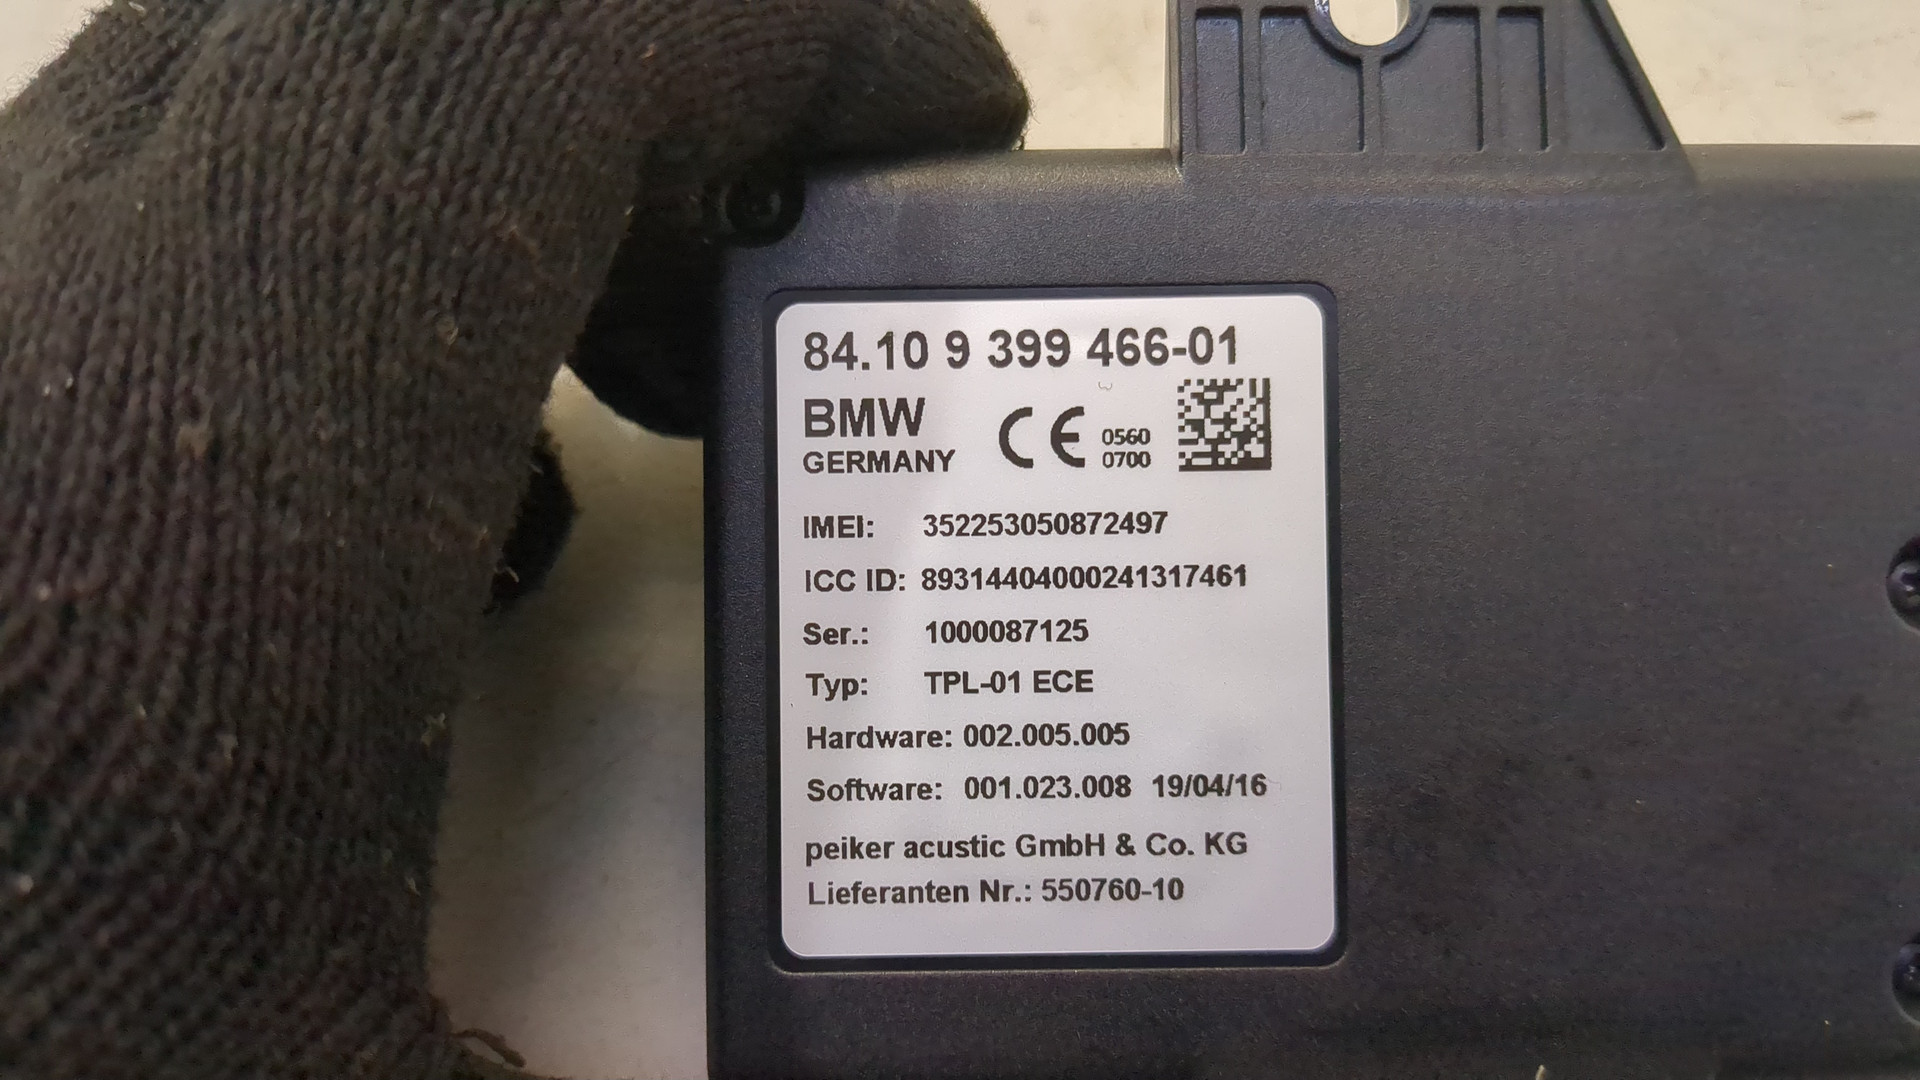 84.10 9 399 466-01
BMW
GERMANY
CE 0560
0700
IMEI: 352253050872497
ICC ID: 89314404000241317461
Ser.: 1000087125
Typ: TPL-01 ECE
Hardware: 002.005.005
Software: 001.023.008 19/04/16
peiker acustic GmbH & Co. KG
Lieferanten Nr.: 550760-10